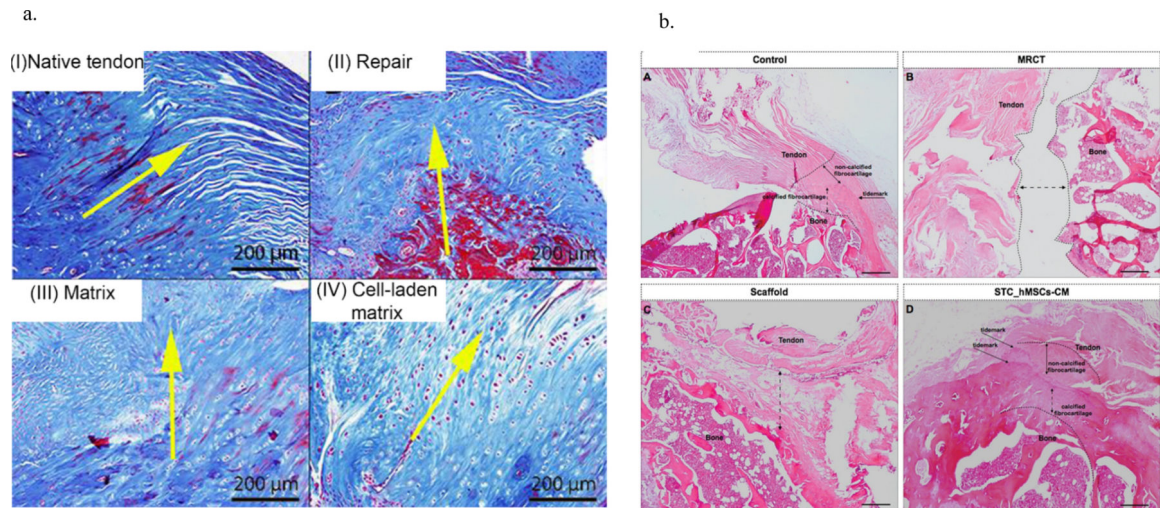 a.
(I)Native tendon
200 µm
(II) Repair
200 µm
(III) Matrix
200 µm
(IV) Cell-laden
matrix
200 µm
b.
Control
A
Tendon
non-calcified
fibrocartilage
tidemark
calcified fibrocartilage
Bone
MRCT
B
Tendon
Bone
Scaffold
C
Tendon
Bone
STC_hMSCs-CM
D
tidemark
Tendon
tidemark
non-calcified
fibrocartilage
calcified
fibrocartilage
Bone